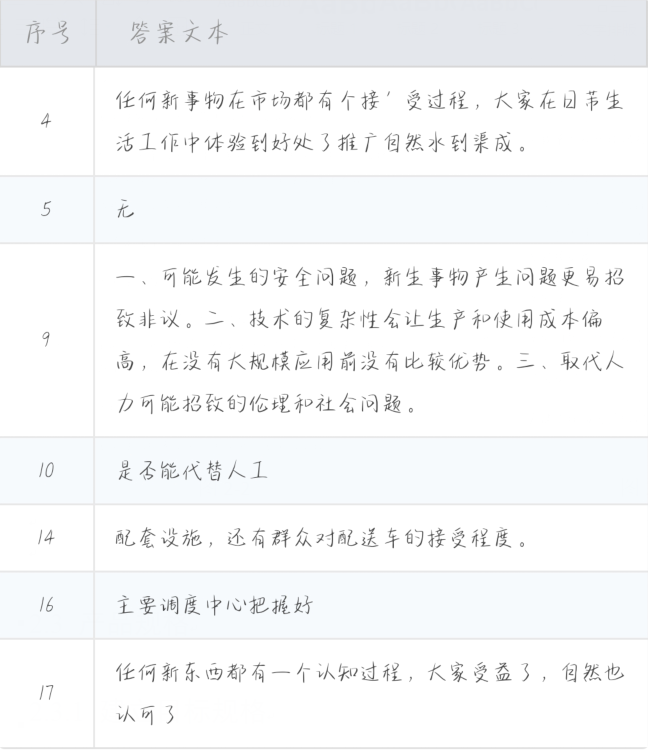 序号 答案文本
4
任何新事物在市场都有个接′受过程，大家在日节生
活工作中体验到好处了推广自然水到渠成。
5 无
9
一、可能发生的安全问题，新生事物产生问题更易招
致非议。二、技术的复杂性会让生产和使用成本偏
高，在没有大规模应用前没有比较优势。三、取代人
力可能招致的伦理和社会问题。
10 是否能代替人工
14 配套设施，还有群众对配送车的接受程度。
16 主要调度中心把握好
17
任何新东西都有一个认知过程，大家受益了，自然也
认可了